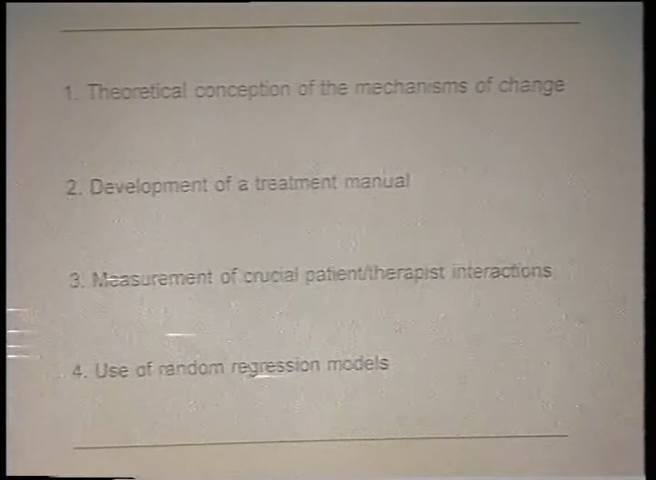 1. Theoretical conception of the mechanisms of change
2. Development of a treatment manual
3. Measurement of crucial patient/therapist interactions
4. Use of random regression models